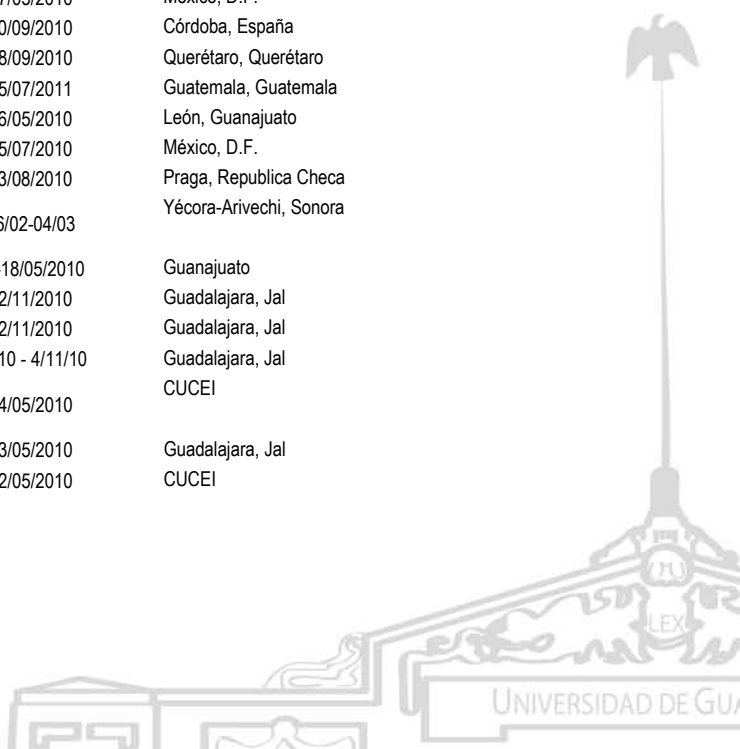 México, D.F.
0/09/2010 Córdoba, España
8/09/2010 Querétaro, Querétaro
5/07/2011 Guatemala, Guatemala
6/05/2010 León, Guanajuato
5/07/2010 México, D.F.
3/08/2010 Praga, Republica Checa
6/02-04/03 Yécora-Arivechi, Sonora
18/05/2010 Guanajuato
2/11/2010 Guadalajara, Jal
2/11/2010 Guadalajara, Jal
10 - 4/11/10 Guadalajara, Jal
4/05/2010 CUCEI
3/05/2010 Guadalajara, Jal
2/05/2010 CUCEI
LEX
UNIVERSIDAD DE GUA